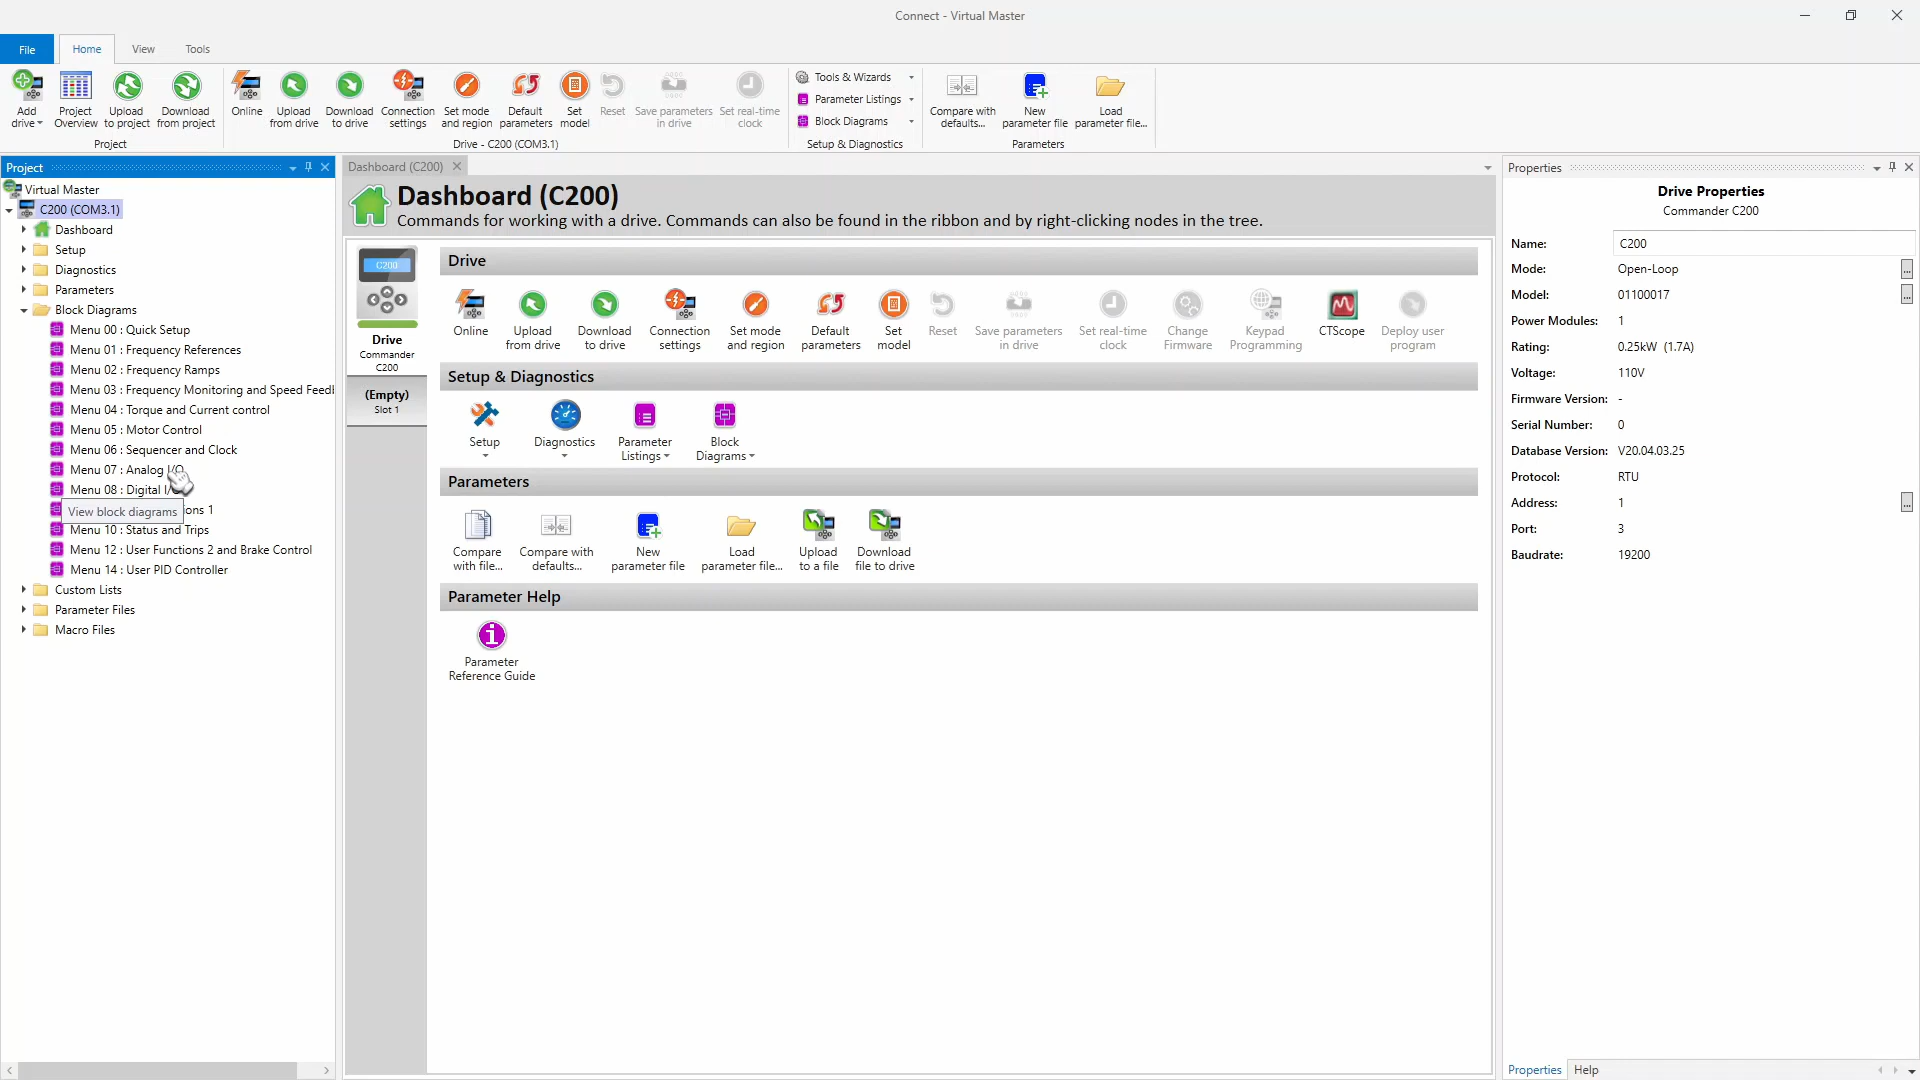 Connect - Virtual Master
File
Home
View
Tools
Add
drive
Project
Overview
Upload
to project
Download
from project
Project
Online
Upload
from drive
Download
to drive
Connection
settings
Set mode
and region
Default
parameters
Set
model
Reset
Save parameters
in drive
Set real-time
clock
Drive - C200 (COM3.1)
Tools & Wizards
Parameter Listings
Block Diagrams
Setup & Diagnostics
Compare with
defaults...
New
parameter file
Load
parameter file...
Parameters
Project
Virtual Master
C200 (COM3.1)
Dashboard
Setup
Diagnostics
Parameters
Block Diagrams
Menu 00 : Quick Setup
Menu 01 : Frequency References
Menu 02 : Frequency Ramps
Menu 03 : Frequency Monitoring and Speed Feed
Menu 04 : Torque and Current control
Menu 05 : Motor Control
Menu 06 : Sequencer and Clock
Menu 07 : Analog I/O
Menu 08 : Digital I/
View block diagrams
ions 1
Menu 10 : Status and Trips
Menu 12 : User Functions 2 and Brake Control
Menu 14 : User PID Controller
Custom Lists
Parameter Files
Macro Files
Dashboard (C200)
Dashboard (C200)
Commands for working with a drive. Commands can also be found in the ribbon and by right-clicking nodes in the tree.
C200
Drive
Commander
C200
(Empty)
Slot 1
Drive
Online
Upload
from drive
Download
to drive
Connection
settings
Set mode
and region
Default
parameters
Set
model
Reset
Save parameters
in drive
Set real-time
clock
Change
Firmware
Keypad
Programming
CTScope
Deploy user
program
Setup & Diagnostics
Setup
Diagnostics
Parameter
Listings
Block
Diagrams
Parameters
Compare
with file...
Compare with
defaults...
New
parameter file
Load
parameter file...
Upload
to a file
Download
file to drive
Parameter Help
Parameter
Reference Guide
Properties
Drive Properties
Commander C200
Name: C200
Mode: Open-Loop
...
Model: 01100017
...
Power Modules: 1
Rating: 0.25kW (1.7A)
Voltage: 110V
Firmware Version: -
Serial Number: 0
Database Version: V20.04.03.25
Protocol: RTU
Address: 1
...
Port: 3
Baudrate: 19200
Properties
Help